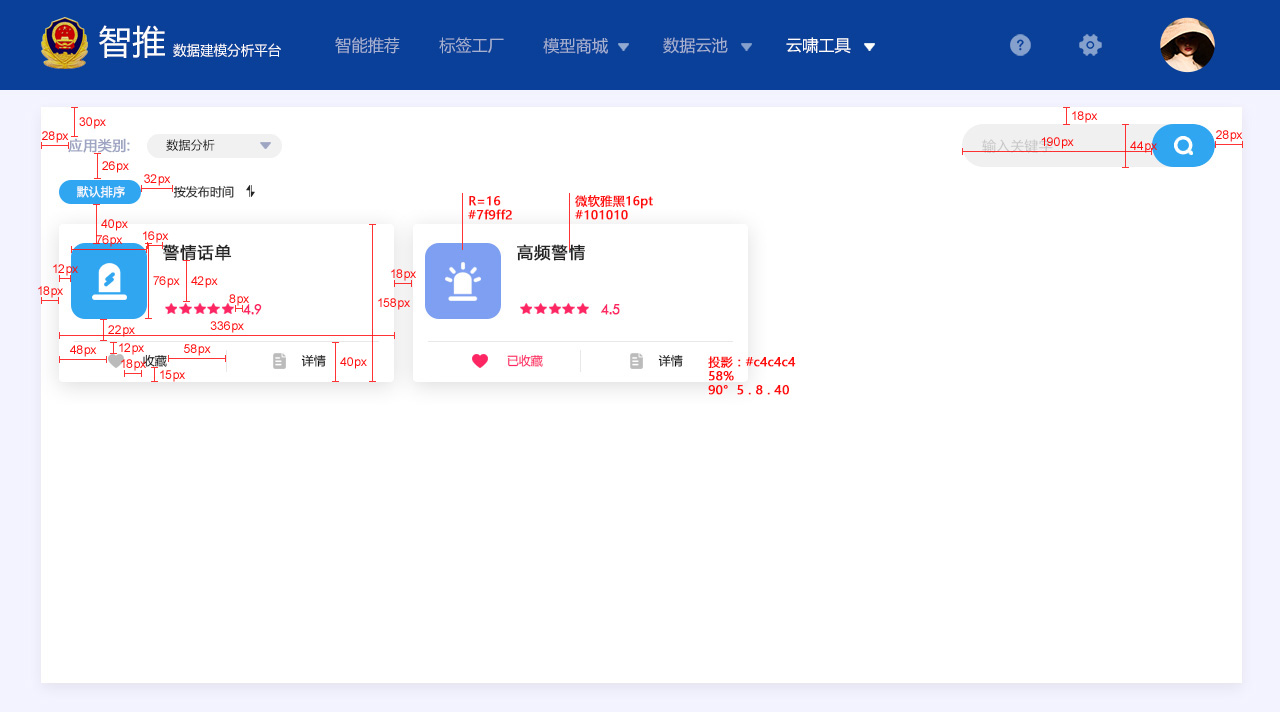 智推 数据建模分析平台 智能推荐 标签工厂 模型商城 数据云池 云啸工具
30px
18px
28px 应用类别: 数据分析 输入关键字 190px 44px 28px
26px
32px
默认排序 按发布时间
R=16
#7f9ff2
微软雅黑16pt
#101010
40px
76px 16px
警情话单 高频警情
12px 76px 42px 18px
18px 8px 158px
4.9 4.5
336px
22px
48px 12px 58px
收藏 详情 40px 已收藏 详情
18px
15px
投影：#c4c4c4
58%
90° 5 . 8 . 40